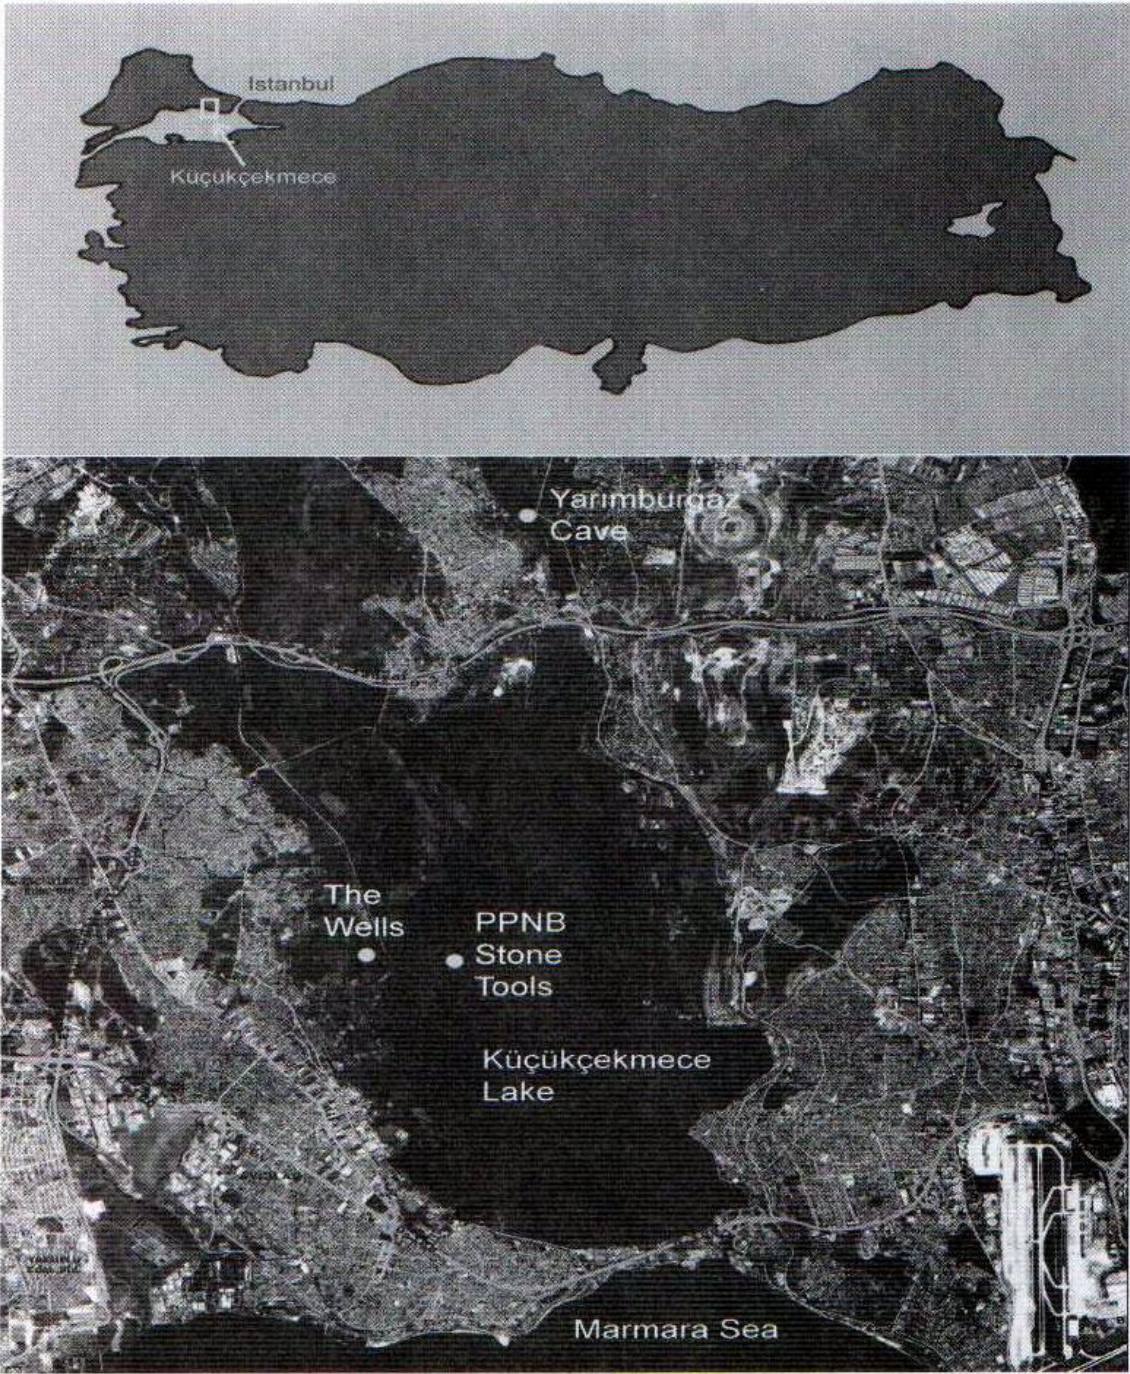 Istanbul
Küçükçekmece
Yarımburgaz
Cave
The
Wells
PPNB
Stone
Tools
Küçükçekmece
Lake
Marmara Sea